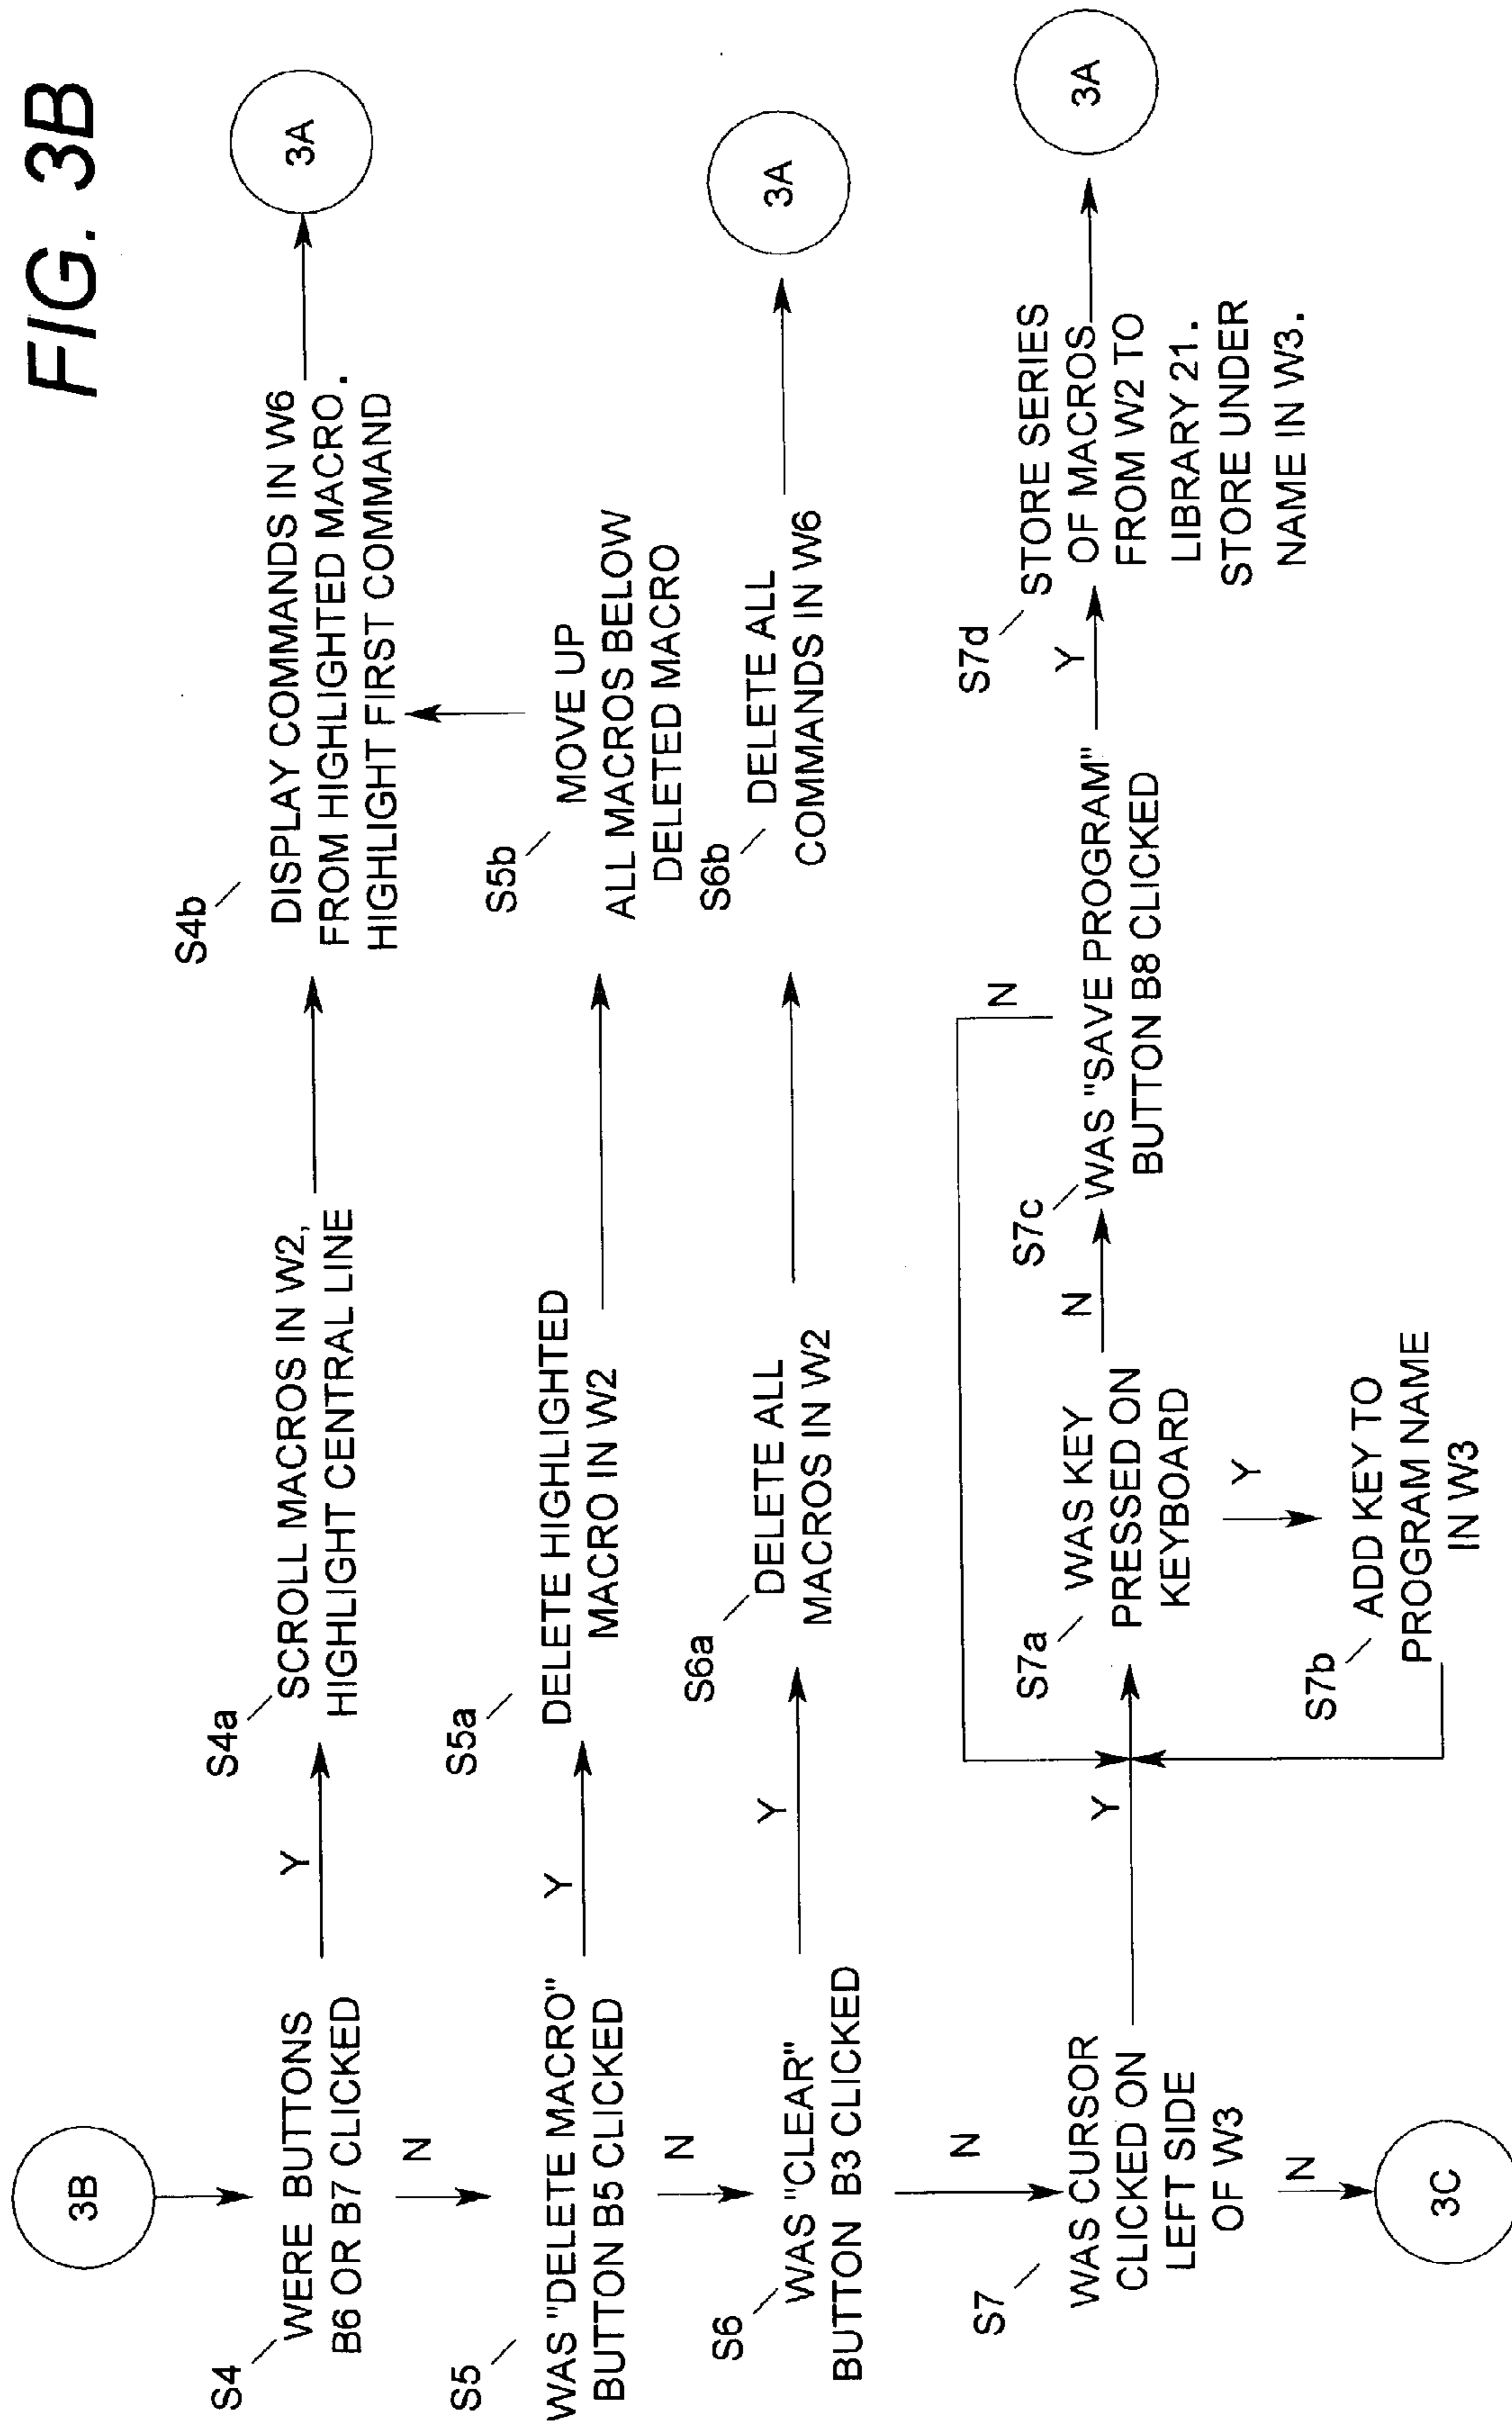 FIG. 3B
3B
S4
WERE BUTTONS
B6 OR B7 CLICKED
Y
S4a
SCROLL MACROS IN W2,
HIGHLIGHT CENTRAL LINE
S4b
DISPLAY COMMANDS IN W6
FROM HIGHLIGHTED MACRO.
HIGHLIGHT FIRST COMMAND
3A
N
S5
WAS "DELETE MACRO"
BUTTON B5 CLICKED
Y
S5a
DELETE HIGHLIGHTED
MACRO IN W2
S5b
MOVE UP
ALL MACROS BELOW
DELETED MACRO
N
S6
WAS "CLEAR"
BUTTON B3 CLICKED
Y
S6a
DELETE ALL
MACROS IN W2
S6b
DELETE ALL
COMMANDS IN W6
3A
N
S7
WAS CURSOR
CLICKED ON
LEFT SIDE
OF W3
Y
S7a
WAS KEY
PRESSED ON
KEYBOARD
N
S7c
WAS "SAVE PROGRAM"
BUTTON B8 CLICKED
N
Y
S7d
STORE SERIES
OF MACROS
FROM W2 TO
LIBRARY 21.
STORE UNDER
NAME IN W3.
3A
Y
S7b
ADD KEY TO
PROGRAM NAME
IN W3
N
3C